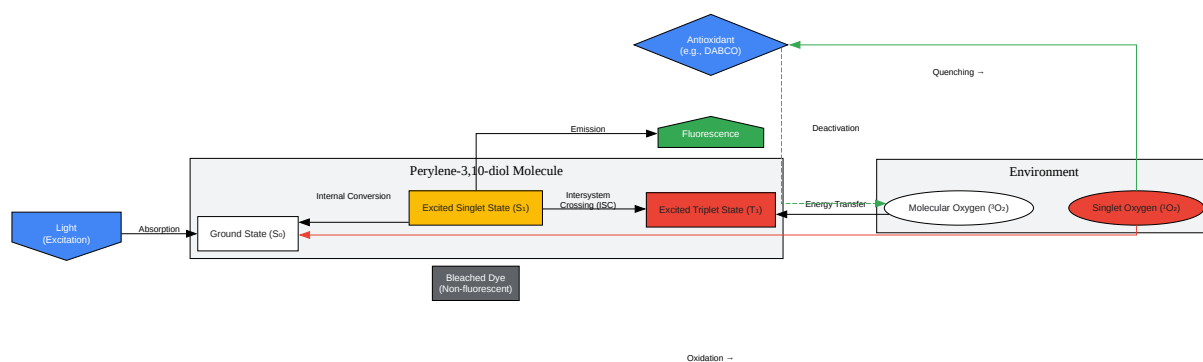 Antioxidant
(e.g., DABCO)
Quenching →
Deactivation
Emission
Fluorescence
Perylene-3,10-diol Molecule
Environment
Internal Conversion
Excited Singlet State (S₁)
Intersystem
Crossing (ISC)
Excited Triplet State (T₁)
Energy Transfer
Molecular Oxygen (³O₂)
Singlet Oxygen (¹O₂)
Light
(Excitation)
Absorption
Ground State (S₀)
Bleached Dye
(Non-fluorescent)
Oxidation →